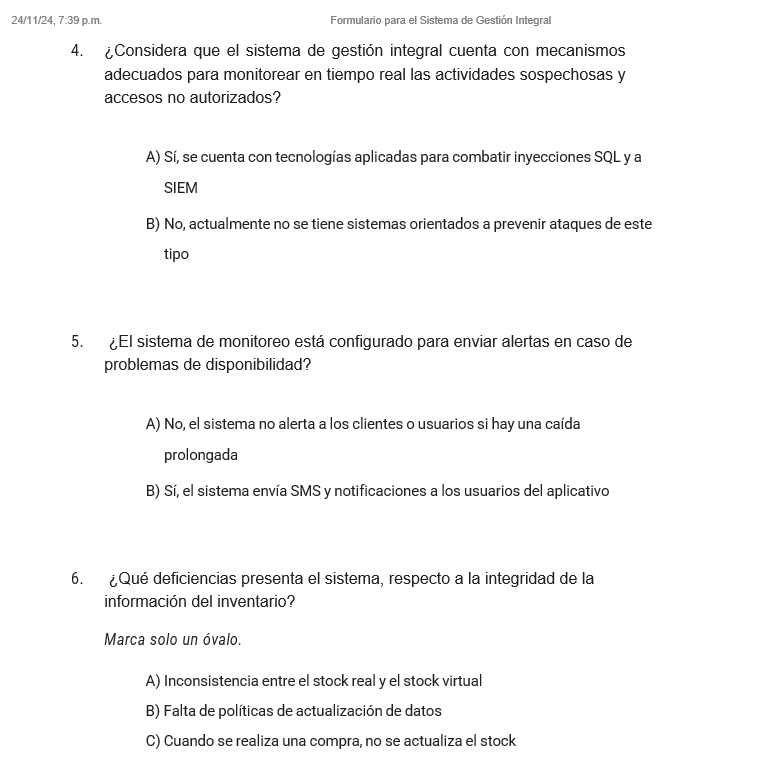 24/11/24, 7:39 p.m. Formulario para el Sistema de Gestión Integral
4. ¿Considera que el sistema de gestión integral cuenta con mecanismos
adecuados para monitorear en tiempo real las actividades sospechosas y
accesos no autorizados?
A) Sí, se cuenta con tecnologías aplicadas para combatir inyecciones SQL y a
SIEM
B) No, actualmente no se tiene sistemas orientados a prevenir ataques de este
tipo
5. ¿El sistema de monitoreo está configurado para enviar alertas en caso de
problemas de disponibilidad?
A) No, el sistema no alerta a los clientes o usuarios si hay una caída
prolongada
B) Sí, el sistema envía SMS y notificaciones a los usuarios del aplicativo
6. ¿Qué deficiencias presenta el sistema, respecto a la integridad de la
información del inventario?
Marca solo un óvalo.
A) Inconsistencia entre el stock real y el stock virtual
B) Falta de políticas de actualización de datos
C) Cuando se realiza una compra, no se actualiza el stock